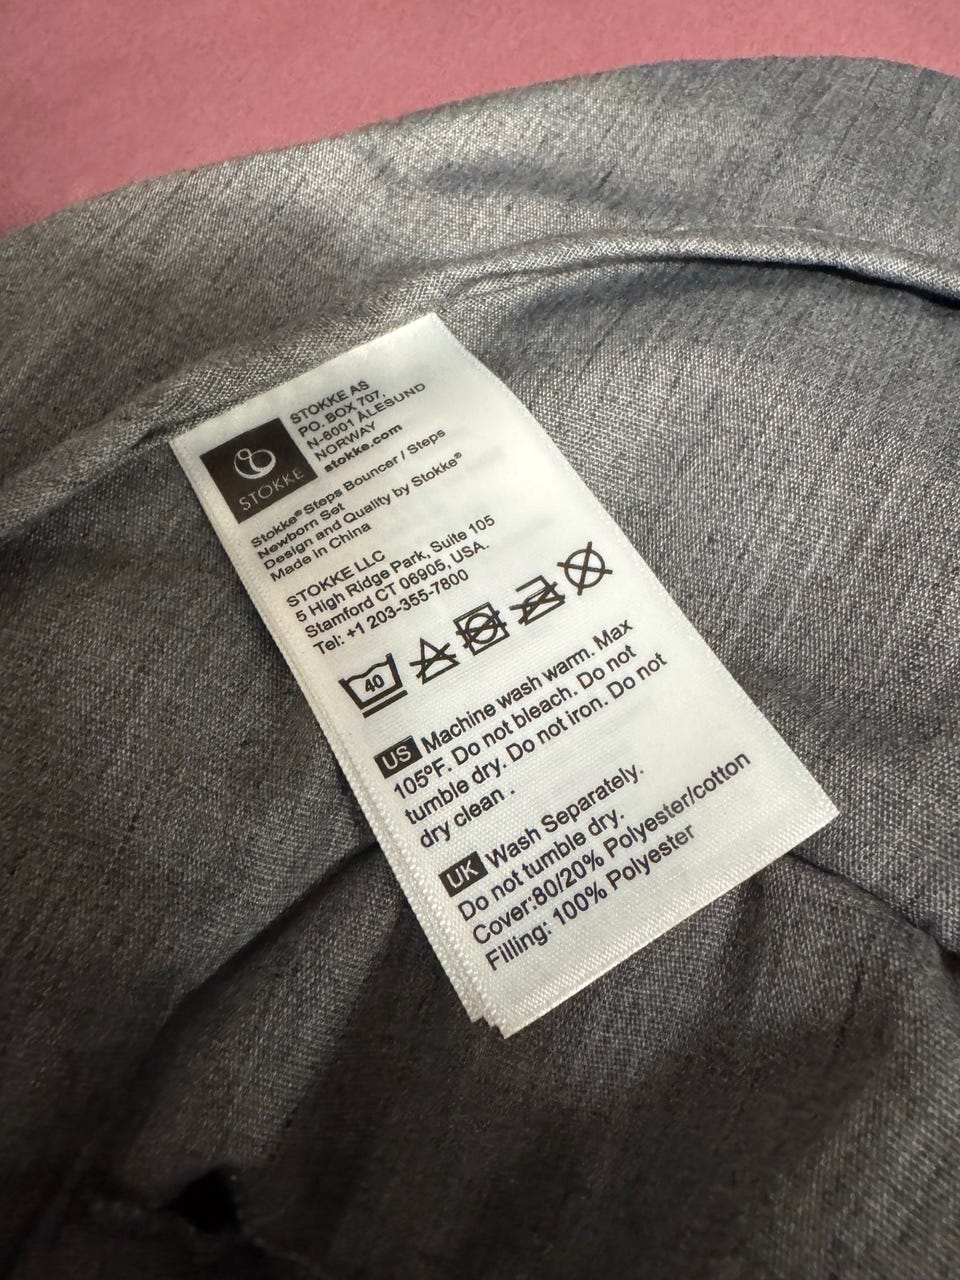 STOKKE
STOKKE AS
PO. BOX 707,
N-6001 ÅLESUND
NORWAY
stokke.com
Stokke® Steps Bouncer / Steps
Newborn Set
Design and Quality by Stokke®
Made in China
STOKKE LLC
5 High Ridge Park, Suite 105
Stamford CT 06905, USA.
Tel: +1 203-355-7800
40
US Machine wash warm. Max
105ºF. Do not bleach. Do not
tumble dry. Do not iron. Do not
dry clean .
UK Wash Separately.
Do not tumble dry.
Cover:80/20% Polyester/cotton
Filling: 100% Polyester